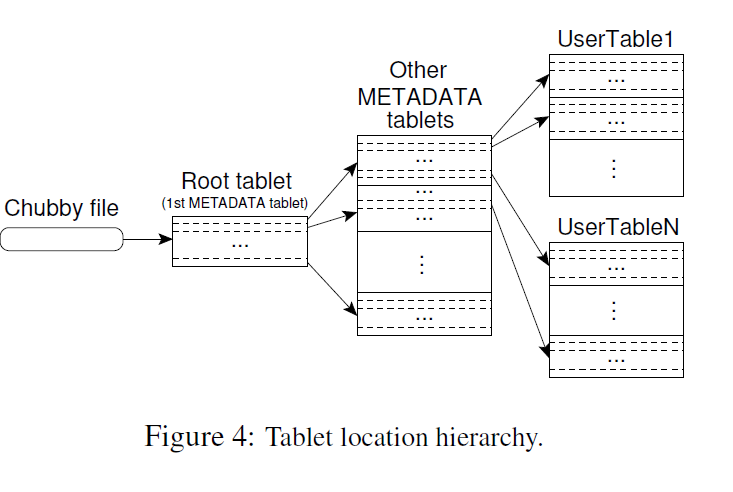 UserTable1
...
...
⋮
Other
METADATA
tablets
...
...
...
⋮
...
Root tablet
(1st METADATA tablet)
...
Chubby file
UserTableN
...
⋮
...
Figure 4: Tablet location hierarchy.